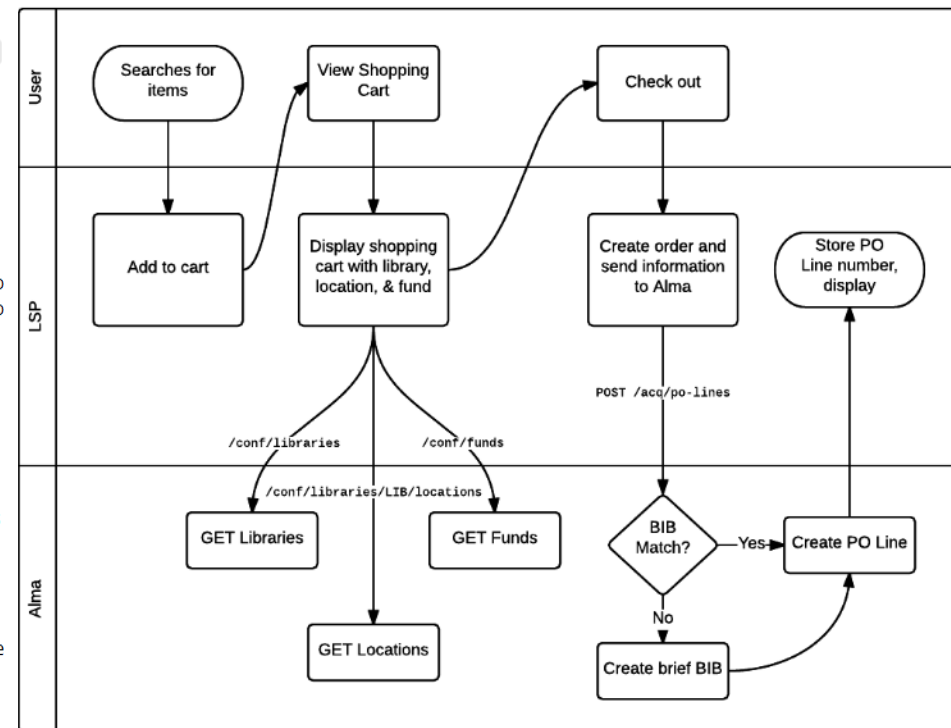 User
Searches for
items
View Shopping
Cart
Check out
LSP
Add to cart
Display shopping
cart with library,
location, & fund
Create order and
send information
to Alma
Store PO
Line number,
display
POST /acq/po-lines
/conf/libraries
/conf/funds
/conf/libraries/LIB/locations
Alma
GET Libraries
GET Funds
GET Locations
BIB
Match?
Yes
Create PO Line
No
Create brief BIB